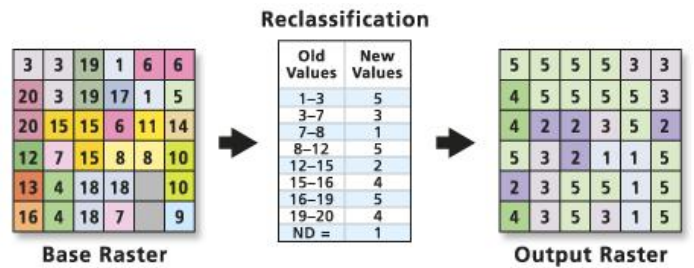 Reclassification
Old Values New Values
1–3 5
3–7 3
7–8 1
8–12 5
12–15 2
15–16 4
16–19 5
19–20 4
ND = 1
3 3 19 1 6 6
20 3 19 17 1 5
20 15 15 6 11 14
12 7 15 8 8 10
13 4 18 18 10
16 4 18 7 9
Base Raster
5 5 5 5 3 3
4 5 5 5 5 3
4 2 2 3 5 2
5 3 2 1 1 5
2 3 5 5 1 5
4 3 5 3 1 5
Output Raster